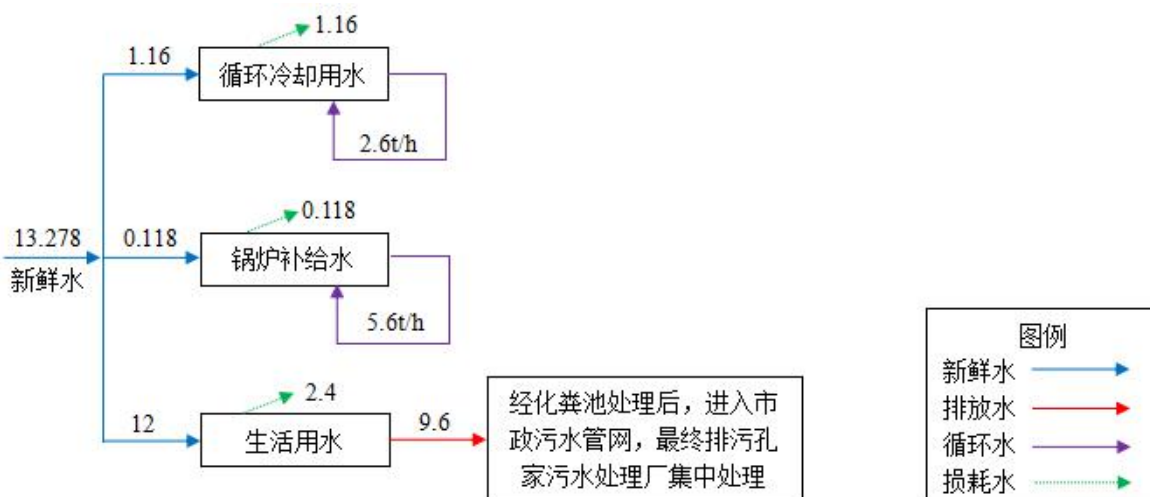 1.16
1.16
循环冷却用水
2.6t/h
0.118
13.278
0.118
锅炉补给水
新鲜水
5.6t/h
2.4
12
生活用水
9.6
经化粪池处理后，进入市
政污水管网，最终排污孔
家污水处理厂集中处理
图例
新鲜水
排放水
循环水
损耗水